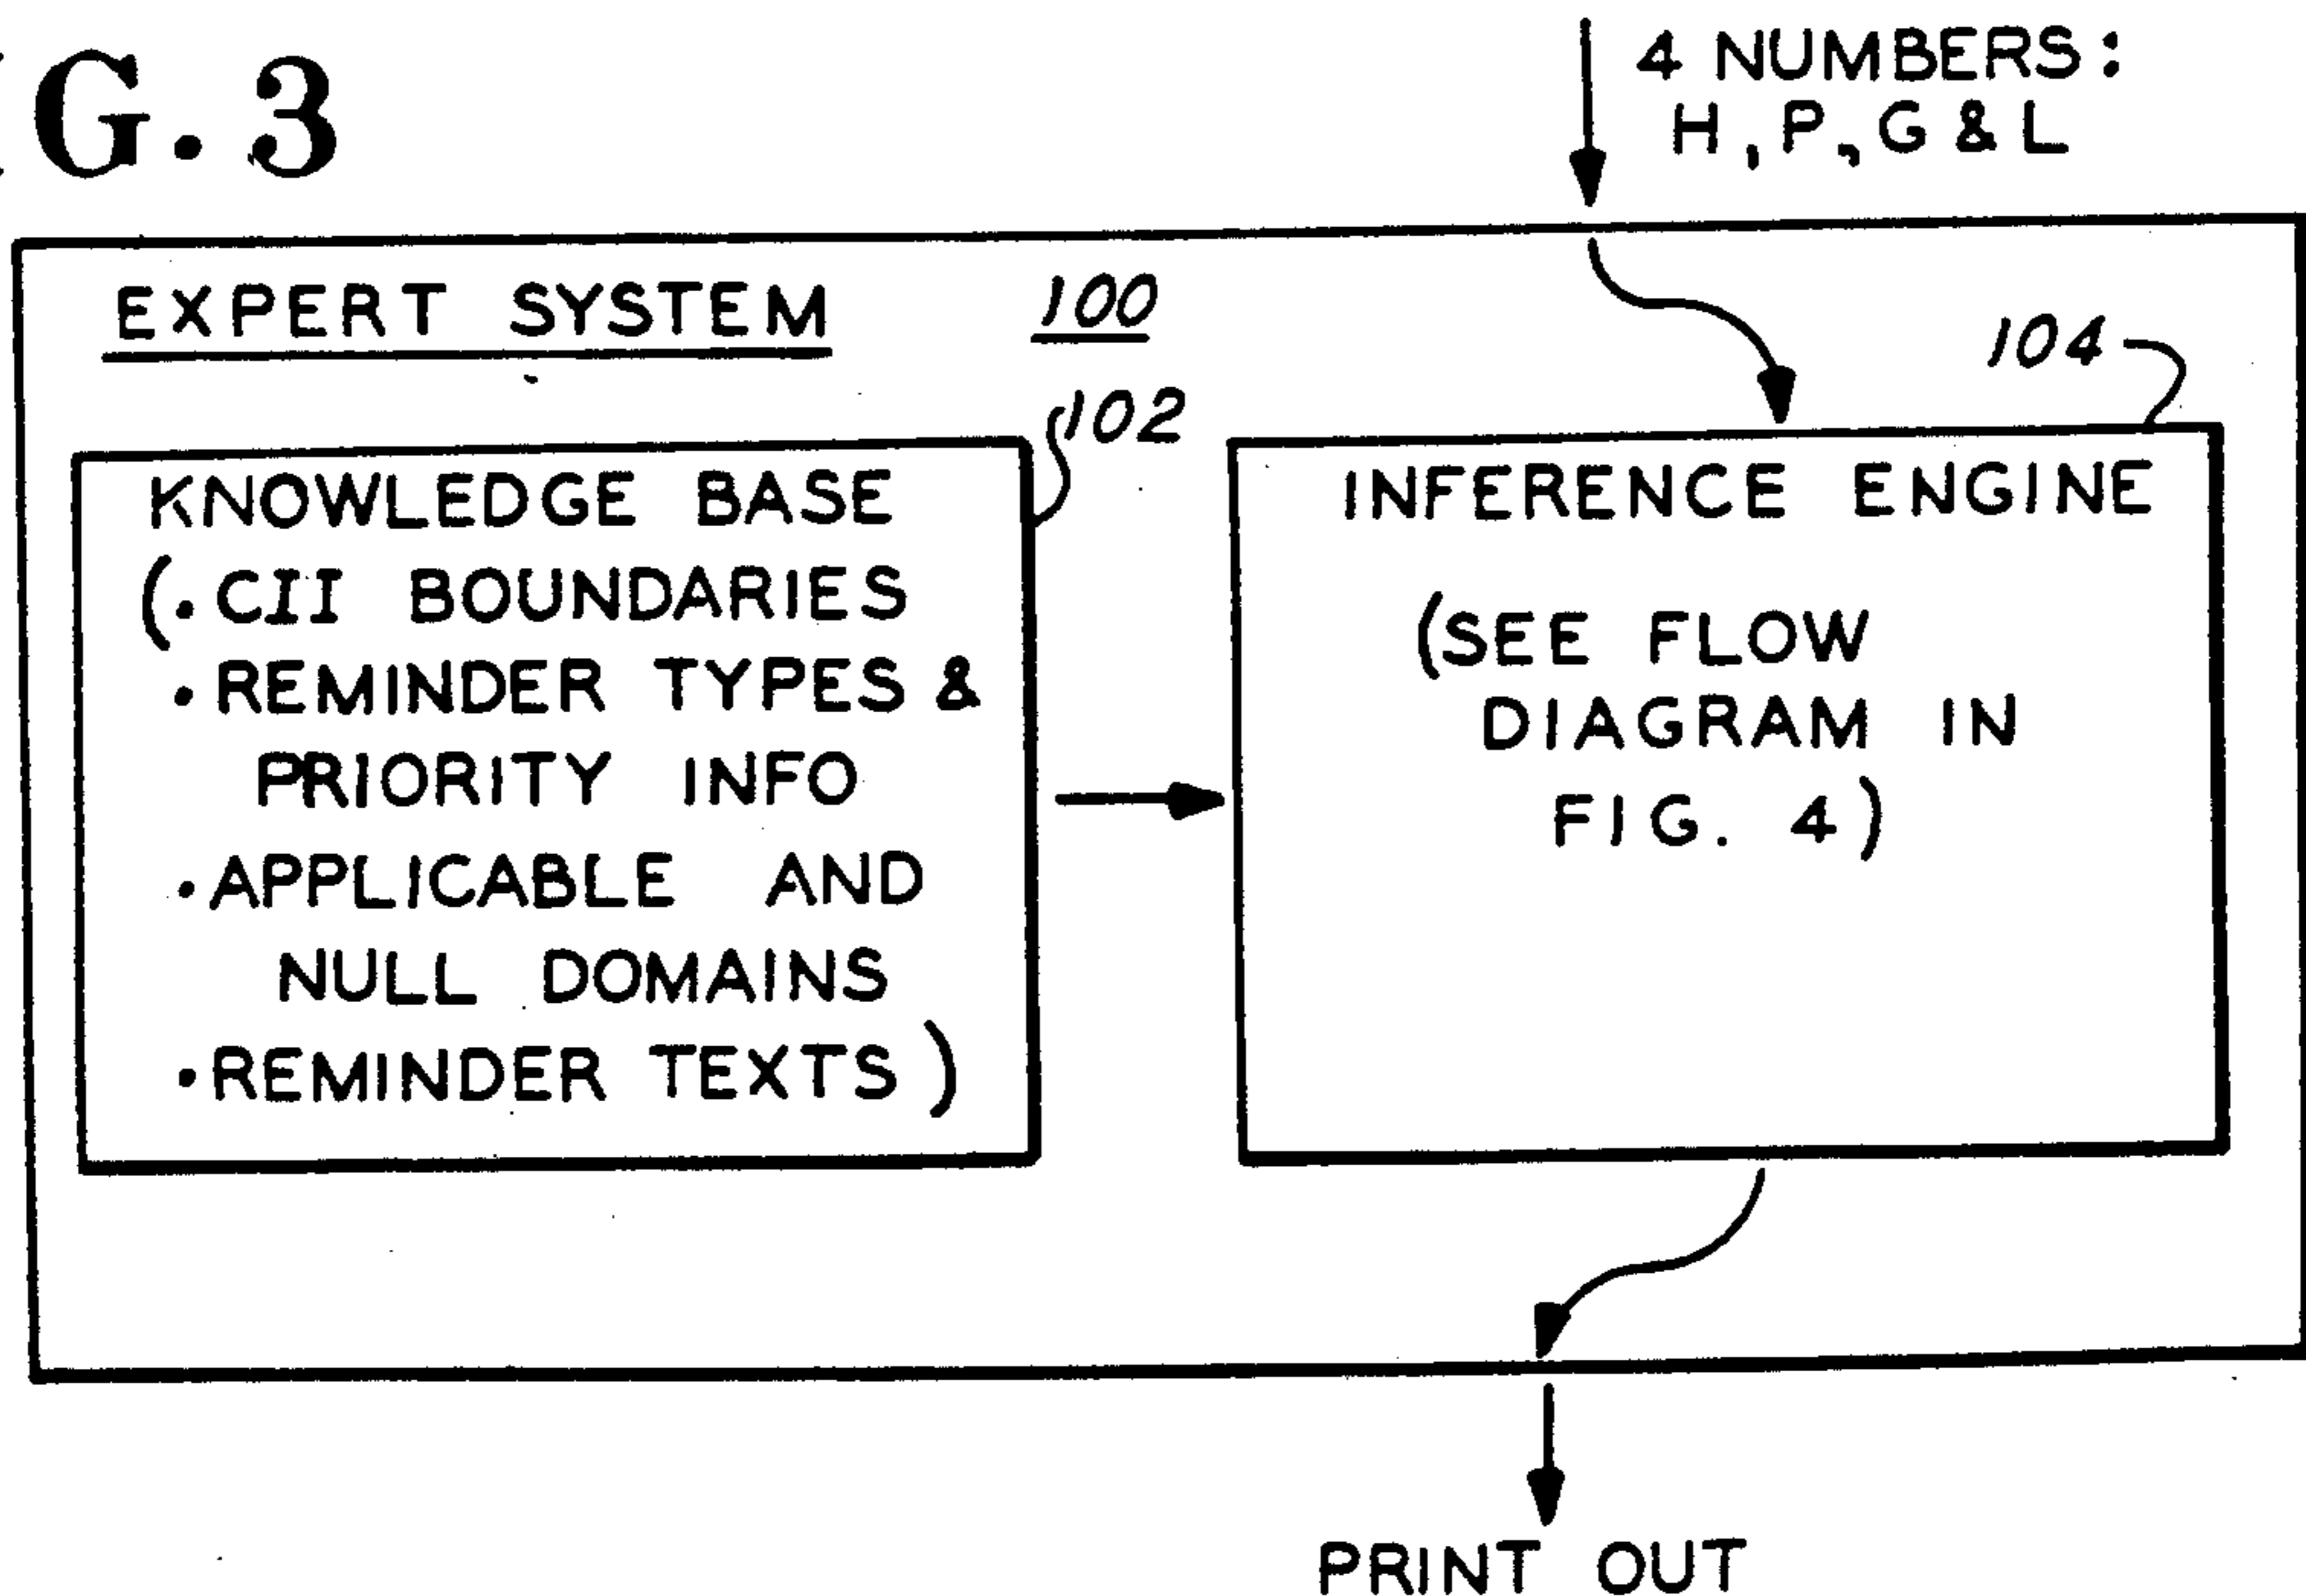 G. 3
4 NUMBERS:
H, P, G & L
EXPERT SYSTEM 100
104
102
KNOWLEDGE BASE
(. CII BOUNDARIES
. REMINDER TYPES &
PRIORITY INFO
. APPLICABLE AND
NULL DOMAINS
. REMINDER TEXTS)
INFERENCE ENGINE
(SEE FLOW
DIAGRAM IN
FIG. 4)
PRINT OUT